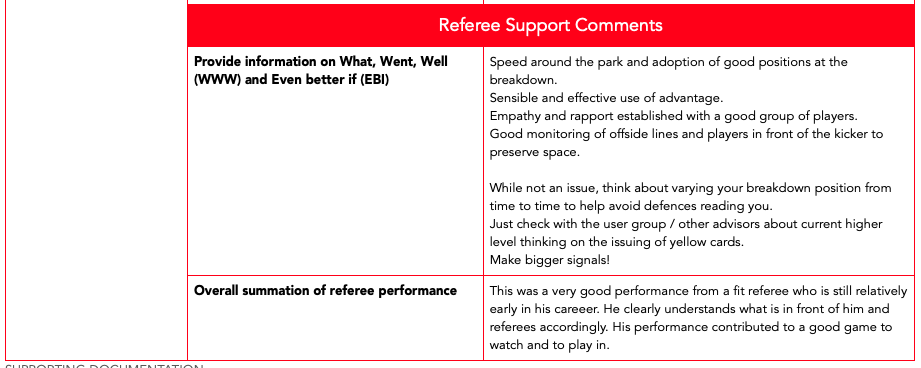 Referee Support Comments
Provide information on What, Went, Well
(WWW) and Even better if (EBI)
Speed around the park and adoption of good positions at the
breakdown.
Sensible and effective use of advantage.
Empathy and rapport established with a good group of players.
Good monitoring of offside lines and players in front of the kicker to
preserve space.
While not an issue, think about varying your breakdown position from
time to time to help avoid defences reading you.
Just check with the user group / other advisors about current higher
level thinking on the issuing of yellow cards.
Make bigger signals!
Overall summation of referee performance
This was a very good performance from a fit referee who is still relatively
early in his careeer. He clearly understands what is in front of him and
referees accordingly. His performance contributed to a good game to
watch and to play in.
SUPPORTING DOCUMENTATION